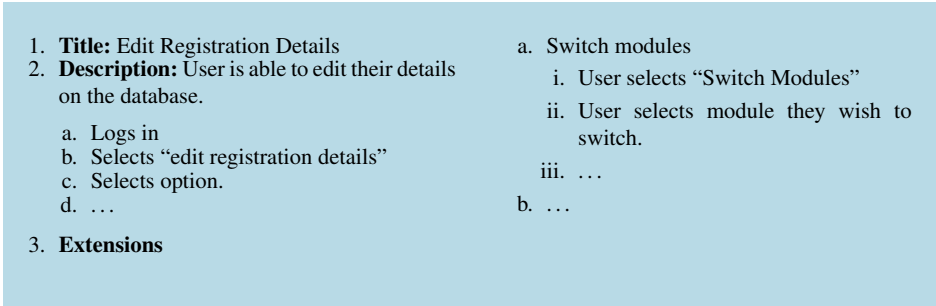 1. Title: Edit Registration Details
2. Description: User is able to edit their details
on the database.
a. Logs in
b. Selects “edit registration details”
c. Selects option.
d. . . .
3. Extensions
a. Switch modules
i. User selects “Switch Modules”
ii. User selects module they wish to
switch.
iii. . . .
b. . . .